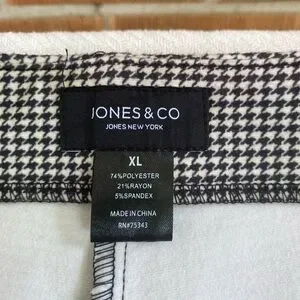 JONES & CO
JONES NEW YORK
XL
74%POLYESTER
21%RAYON
5%SPANDEX
MADE IN CHINA
RN#75343